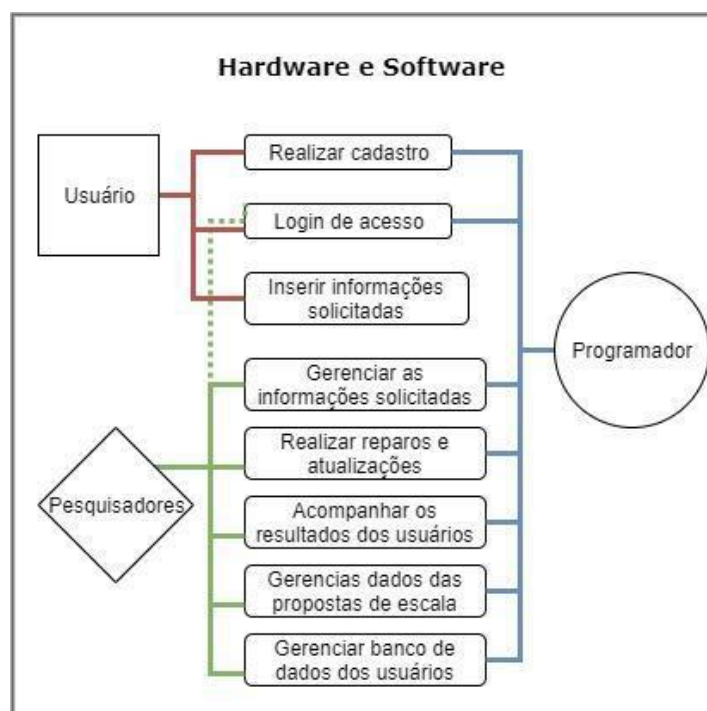 Hardware e Software
Usuário
Realizar cadastro
Login de acesso
Inserir informações
solicitadas
Programador
Gerenciar as
informações solicitadas
Realizar reparos e
atualizações
Pesquisadores
Acompanhar os
resultados dos usuários
Gerencias dados das
propostas de escala
Gerenciar banco de
dados dos usuários